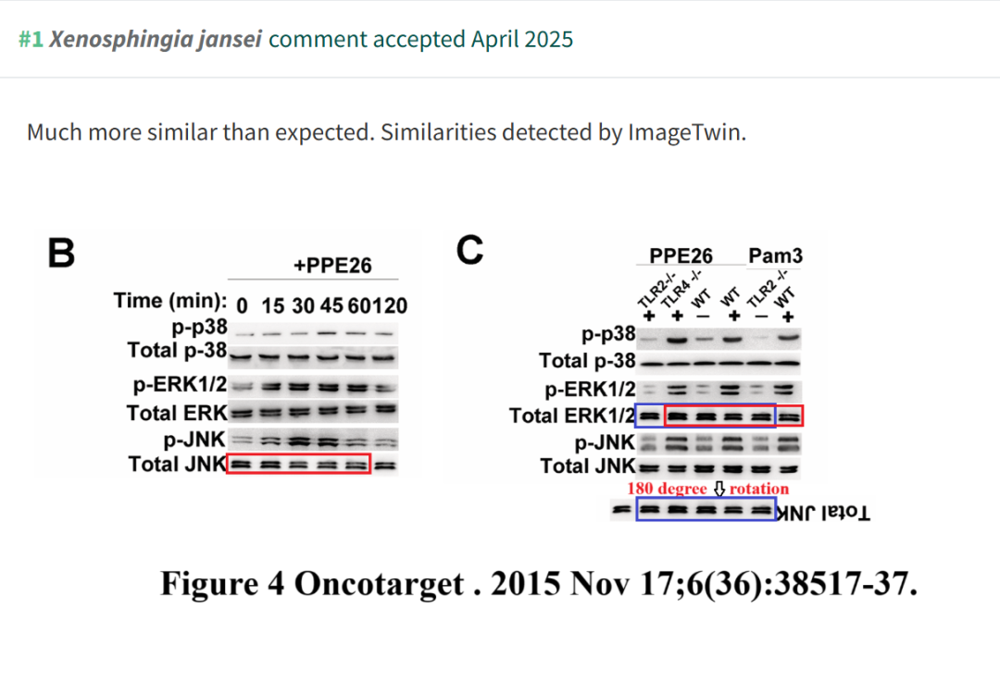 #1 Xenosphingia jansei comment accepted April 2025
Much more similar than expected. Similarities detected by ImageTwin.
B
+PPE26
Time (min): 0 15 30 45 60 120
p-p38
Total p-38
p-ERK1/2
Total ERK
p-JNK
Total JNK
C
PPE26 Pam3
TLR2-/- TLR4 -/- WT WT TLR2 -/- WT
+ + − + − +
p-p38
Total p-38
p-ERK1/2
Total ERK1/2
p-JNK
Total JNK
180 degree ⇩ rotation
Total JNK
Figure 4 Oncotarget . 2015 Nov 17;6(36):38517-37.